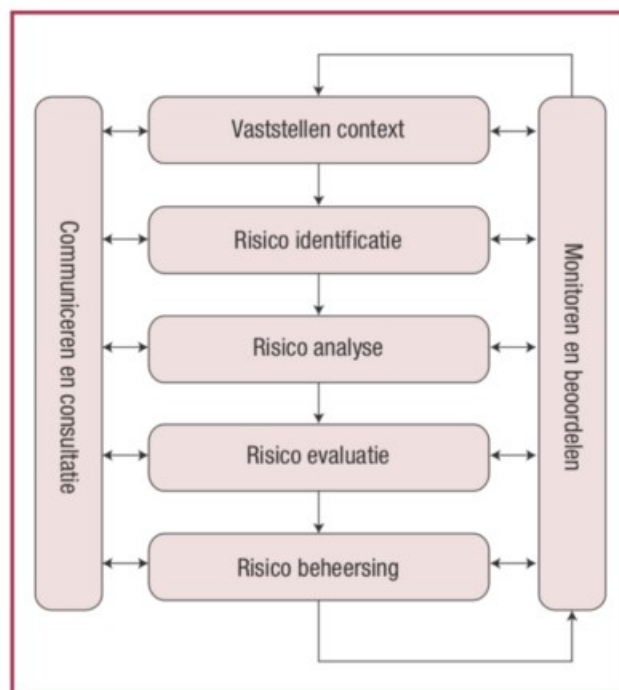 Vaststellen context
Risico identificatie
Risico analyse
Risico evaluatie
Risico beheersing
Communiceren en consultatie
Monitoren en beoordelen